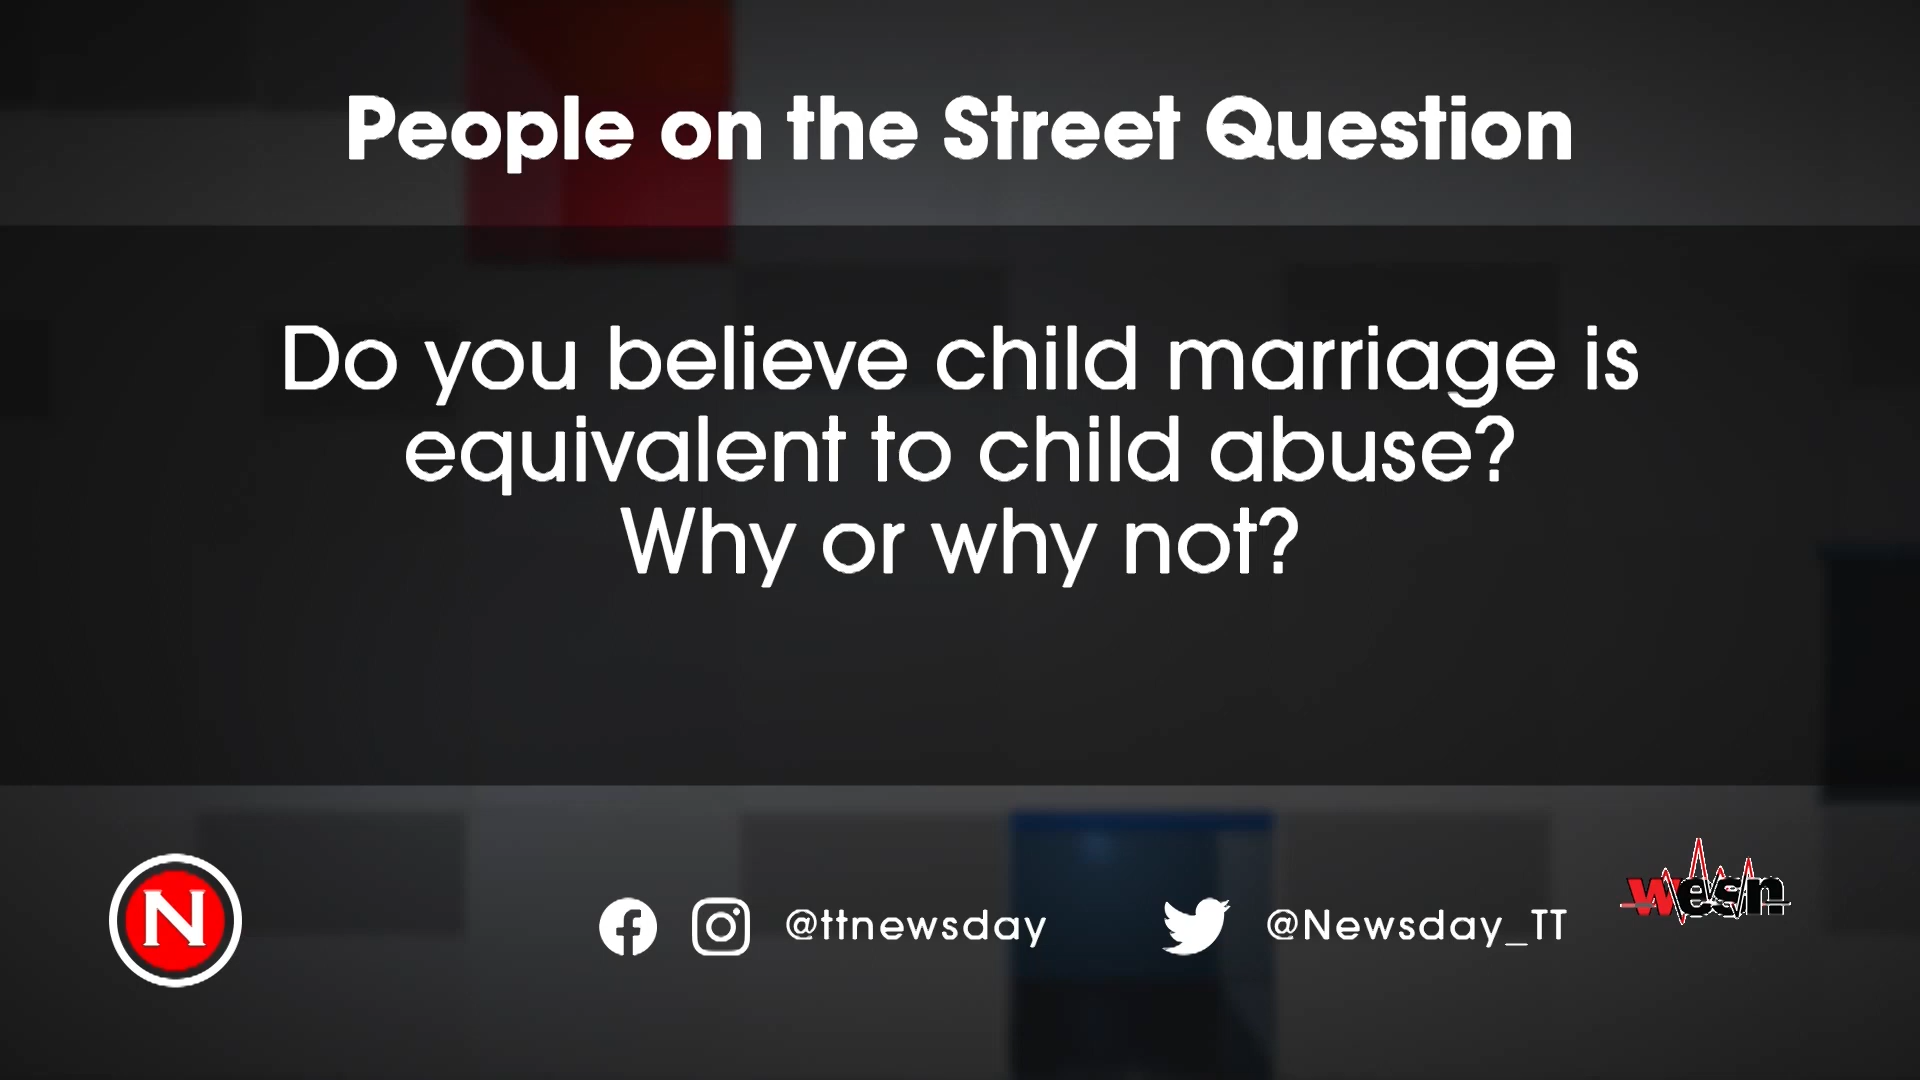 People on the Street Question
Do you believe child marriage is
equivalent to child abuse?
Why or why not?
N
@ttnewsday
@Newsday_TT
wesn